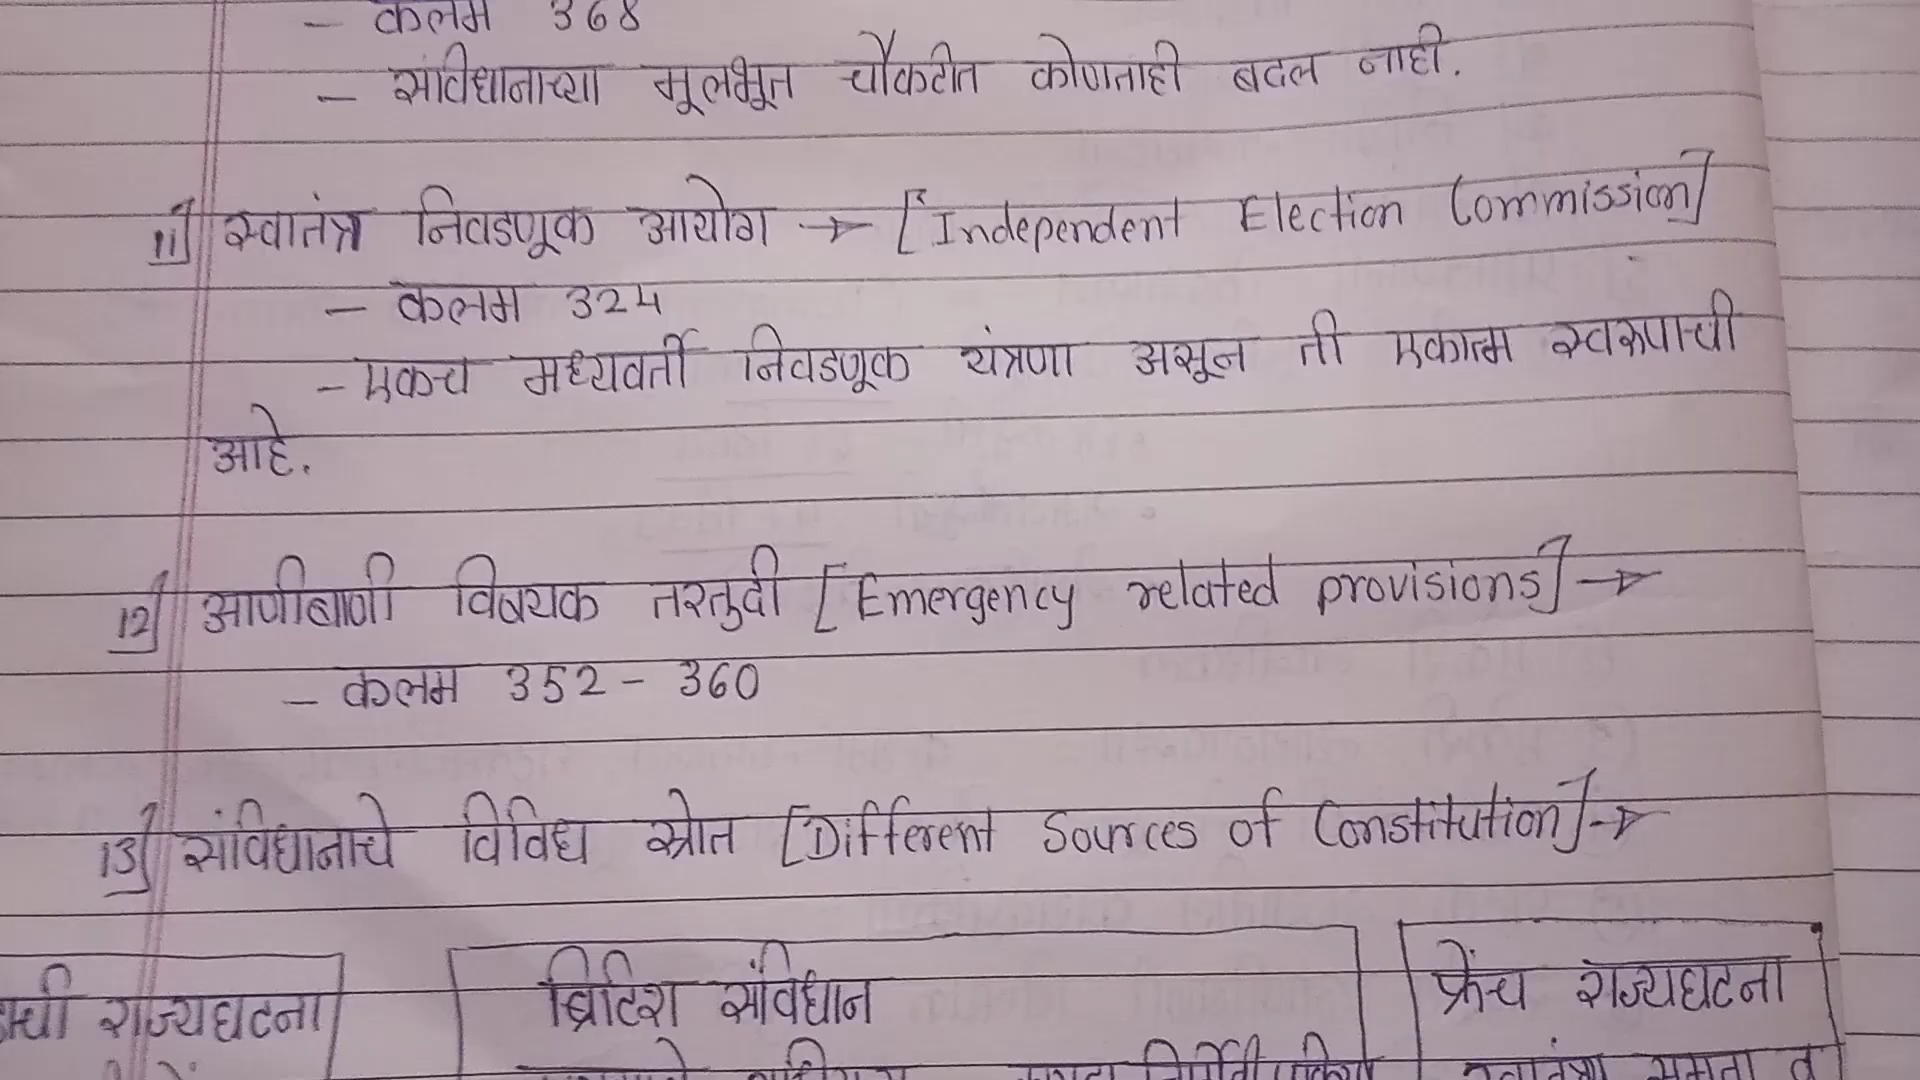 - कलम 368
- संविधानाच्या मूलभूत चौकटीत कोणताही बदल नाही.
11] स्वातंत्र निवडणूक आयोग → [Independent Election Commission]
- कलम 324
- एकच मध्यवर्ती निवडणूक यंत्रणा असून ती एकात्म स्वरुपाची
आहे.
12] आणीबाणी विषयक तरतुदी [Emergency related provisions] →
- कलम 352 - 360
13] संविधानाचे विविध स्रोत [Different Sources of Constitution] →
राज्यघटना ब्रिटिश संविधान फ्रेंच राज्यघटना